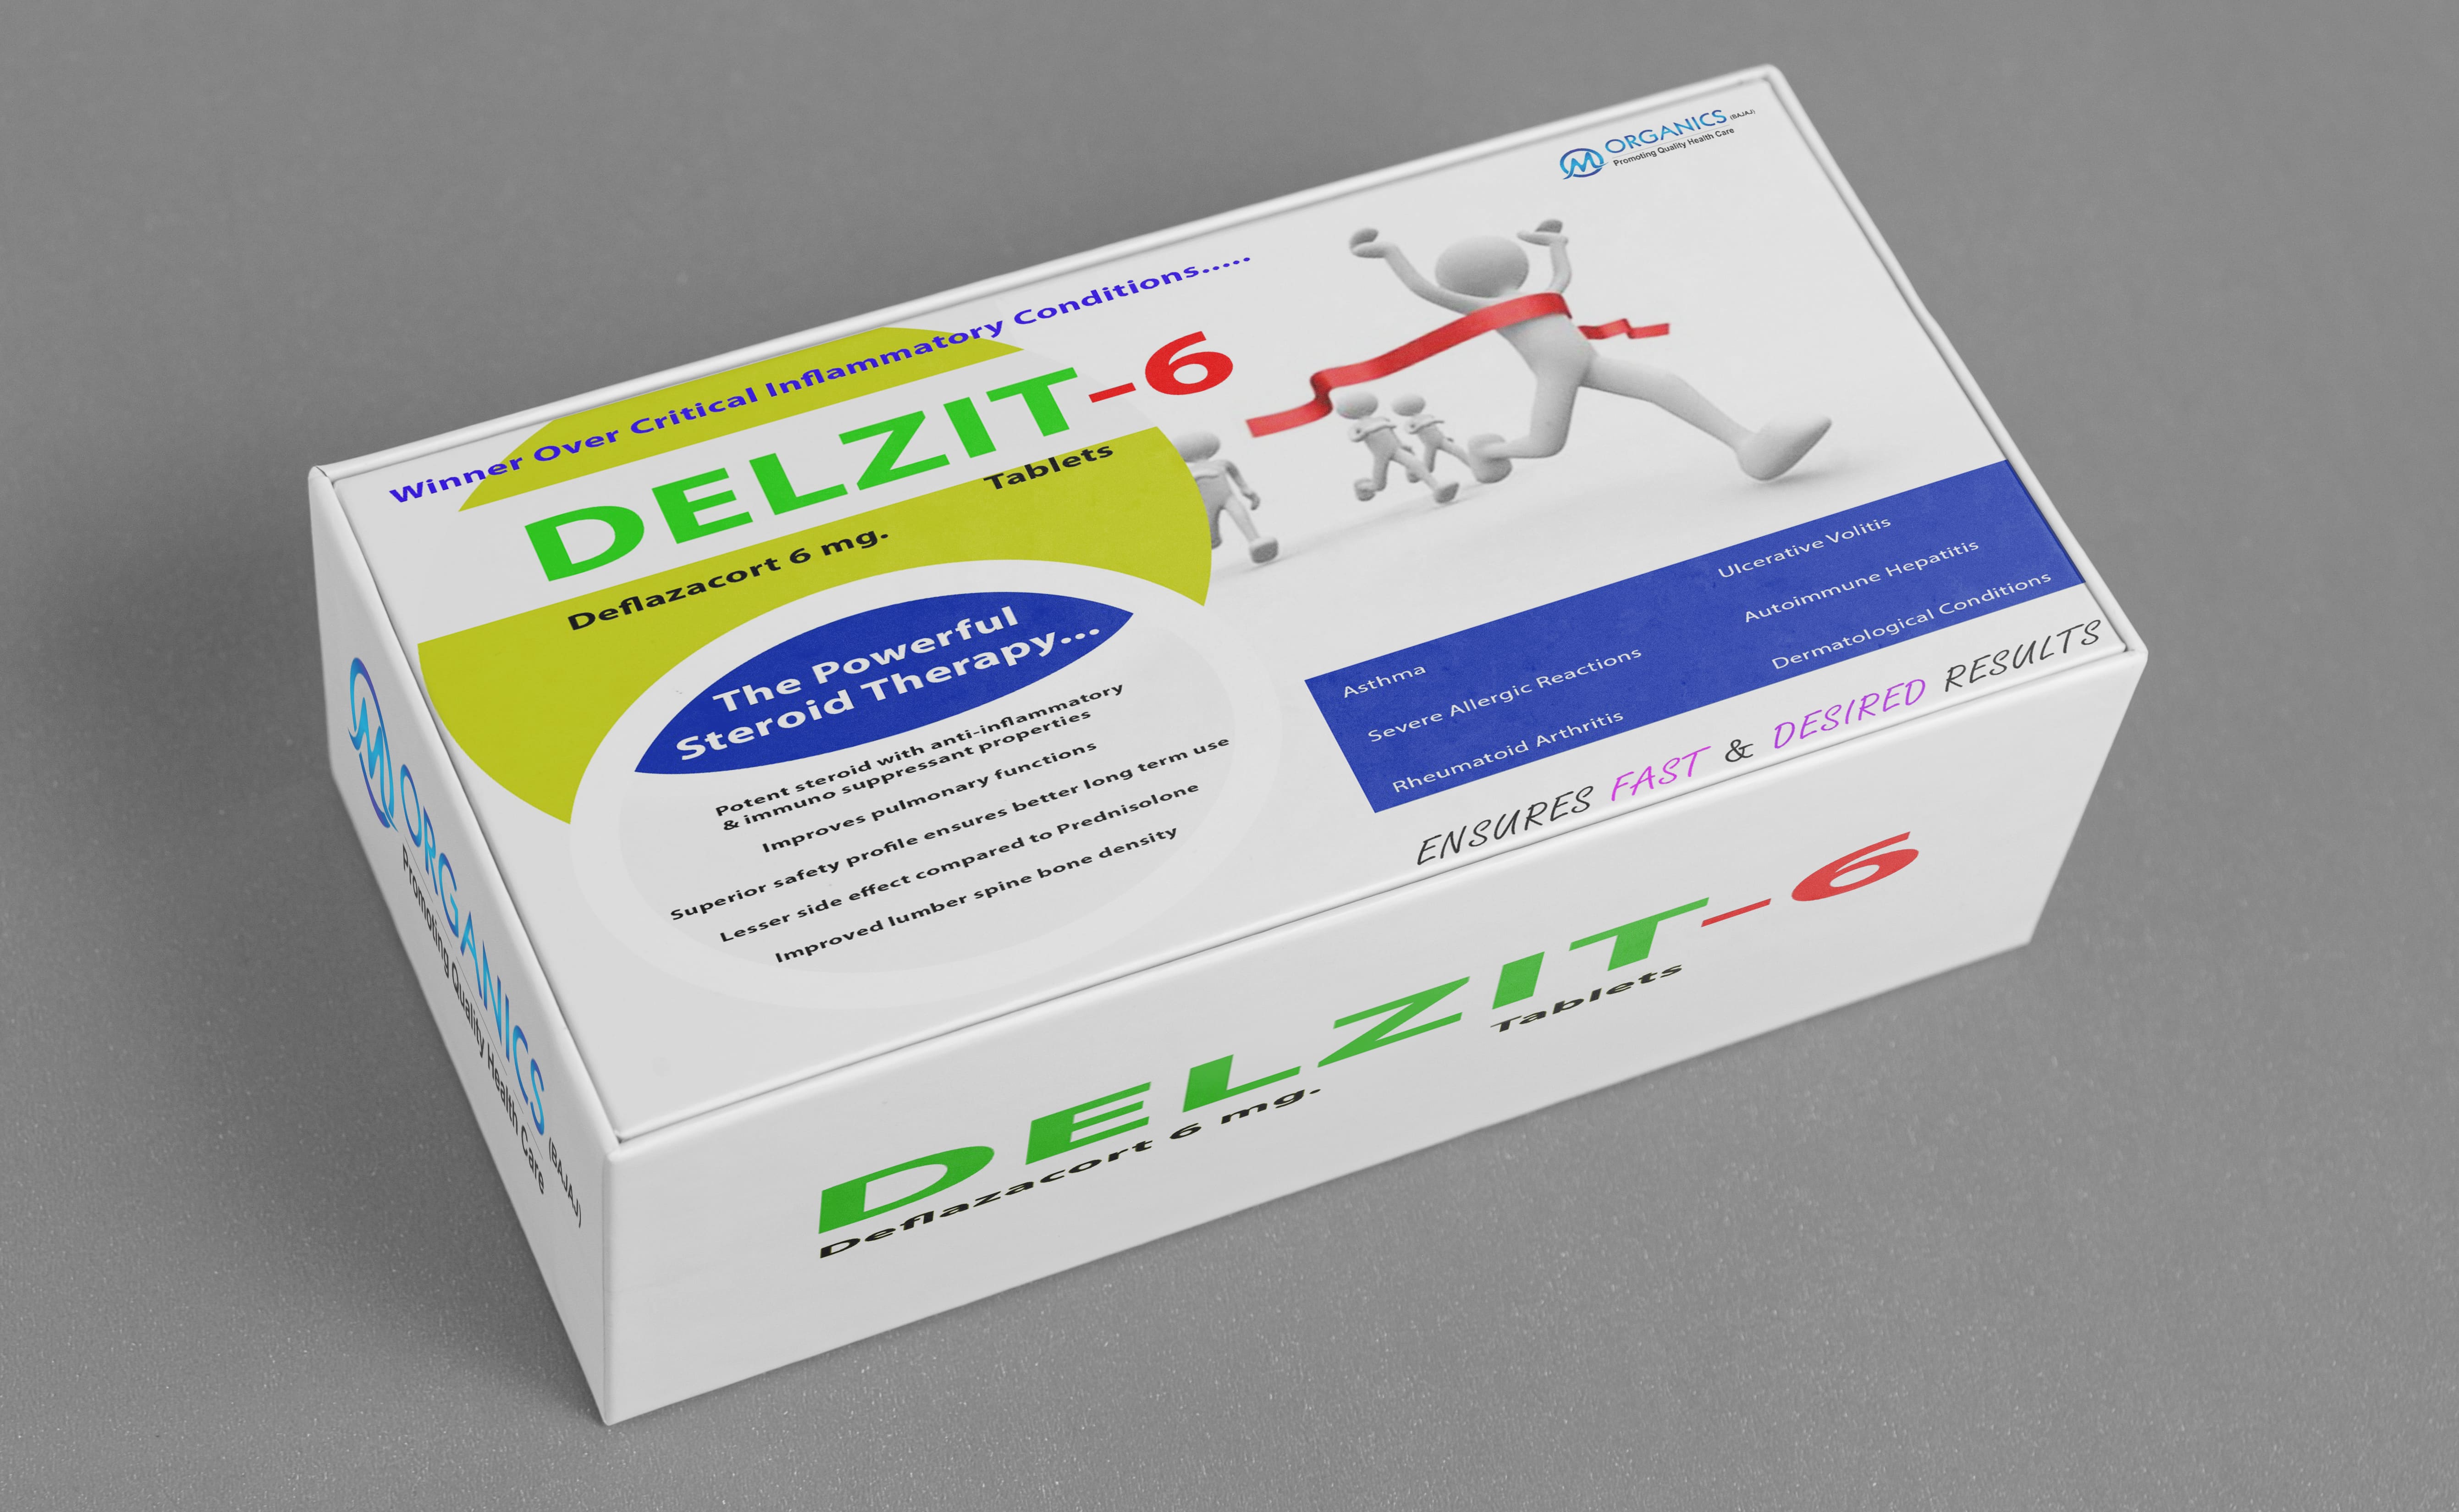 ORGANICS (BAJAJ)
Promoting Quality Health Care
Winner Over Critical Inflammatory Conditions.....
DELZIT-6
Tablets
Deflazacort 6 mg.
The Powerful
Steroid Therapy...
Potent steroid with anti-inflammatory
& immuno suppressant properties
Improves pulmonary functions
Superior safety profile ensures better long term use
Lesser side effect compared to Prednisolone
Improved lumber spine bone density
Asthma
Severe Allergic Reactions
Rheumatoid Arthritis
Ulcerative Volitis
Autoimmune Hepatitis
Dermatological Conditions
ENSURES FAST & DESIRED RESULTS
M ORGANICS (BAJAJ)
Promoting Quality Health Care
DELZIT-6
Tablets
Deflazacort 6 mg.